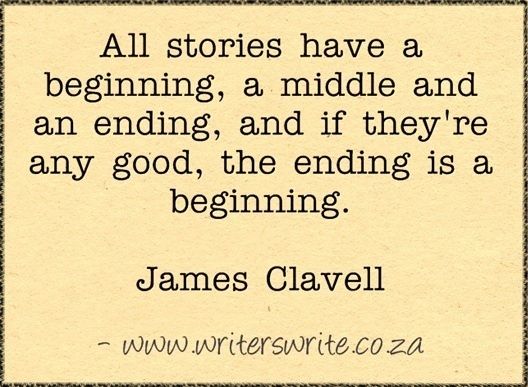 All stories have a
beginning, a middle and
an ending, and if they're
any good, the ending is a
beginning.
James Clavell
- www.writerswrite.co.za